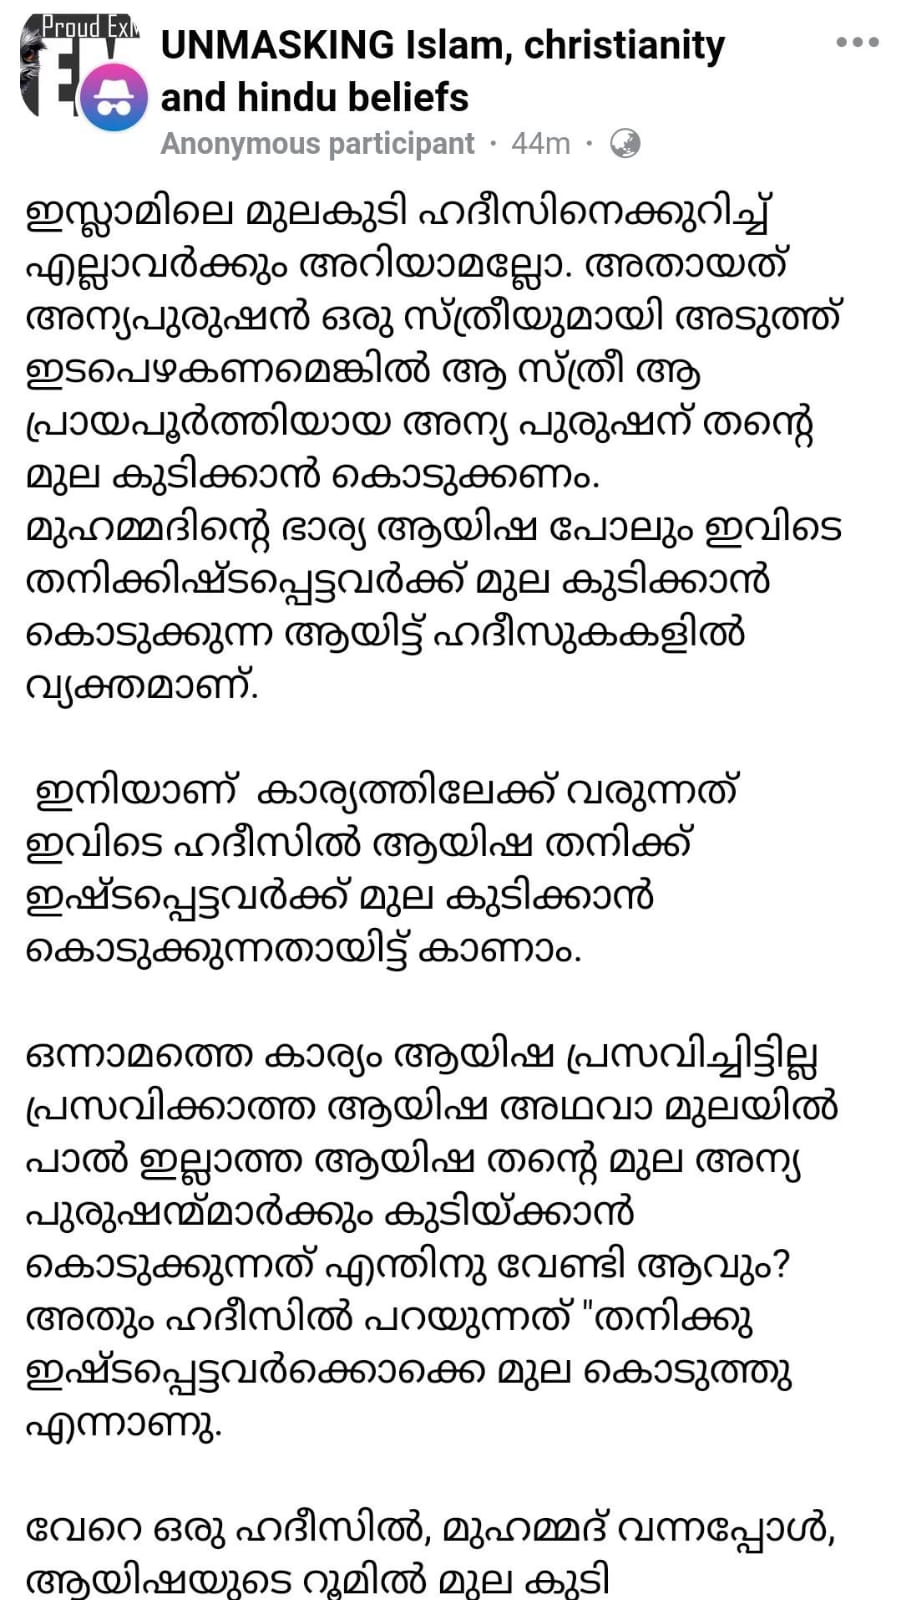 Proud ExM
UNMASKING Islam, christianity
and hindu beliefs
Anonymous participant · 44m ·
ഇസ്ലാമിലെ മുലകുടി ഹദീസിനെക്കുറിച്ച്
എല്ലാവർക്കും അറിയാമല്ലോ. അതായത്
അന്യപുരുഷൻ ഒരു സ്ത്രീയുമായി അടുത്ത്
ഇടപെഴകണമെങ്കിൽ ആ സ്ത്രീ ആ
പ്രായപൂർത്തിയായ അന്യ പുരുഷന് തന്റെ
മുല കുടിക്കാൻ കൊടുക്കണം.
മുഹമ്മദിന്റെ ഭാര്യ ആയിഷ പോലും ഇവിടെ
തനിക്കിഷ്ടപ്പെട്ടവർക്ക് മുല കുടിക്കാൻ
കൊടുക്കുന്ന ആയിട്ട് ഹദീസുകകളിൽ
വ്യക്തമാണ്.
ഇനിയാണ്  കാര്യത്തിലേക്ക് വരുന്നത്
ഇവിടെ ഹദീസിൽ ആയിഷ തനിക്ക്
ഇഷ്ടപ്പെട്ടവർക്ക് മുല കുടിക്കാൻ
കൊടുക്കുന്നതായിട്ട് കാണാം.
ഒന്നാമത്തെ കാര്യം ആയിഷ പ്രസവിച്ചിട്ടില്ല
പ്രസവിക്കാത്ത ആയിഷ അഥവാ മുലയിൽ
പാൽ ഇല്ലാത്ത ആയിഷ തന്റെ മുല അന്യ
പുരുഷന്മ്മാർക്കും കുടിയ്ക്കാൻ
കൊടുക്കുന്നത് എന്തിനു വേണ്ടി ആവും?
അതും ഹദീസിൽ പറയുന്നത് "തനിക്കു
ഇഷ്ടപ്പെട്ടവർക്കൊക്കെ മുല കൊടുത്തു
എന്നാണു.
വേറെ ഒരു ഹദീസിൽ, മുഹമ്മദ് വന്നപ്പോൾ,
ആയിഷയുടെ റൂമിൽ മുല കുടി